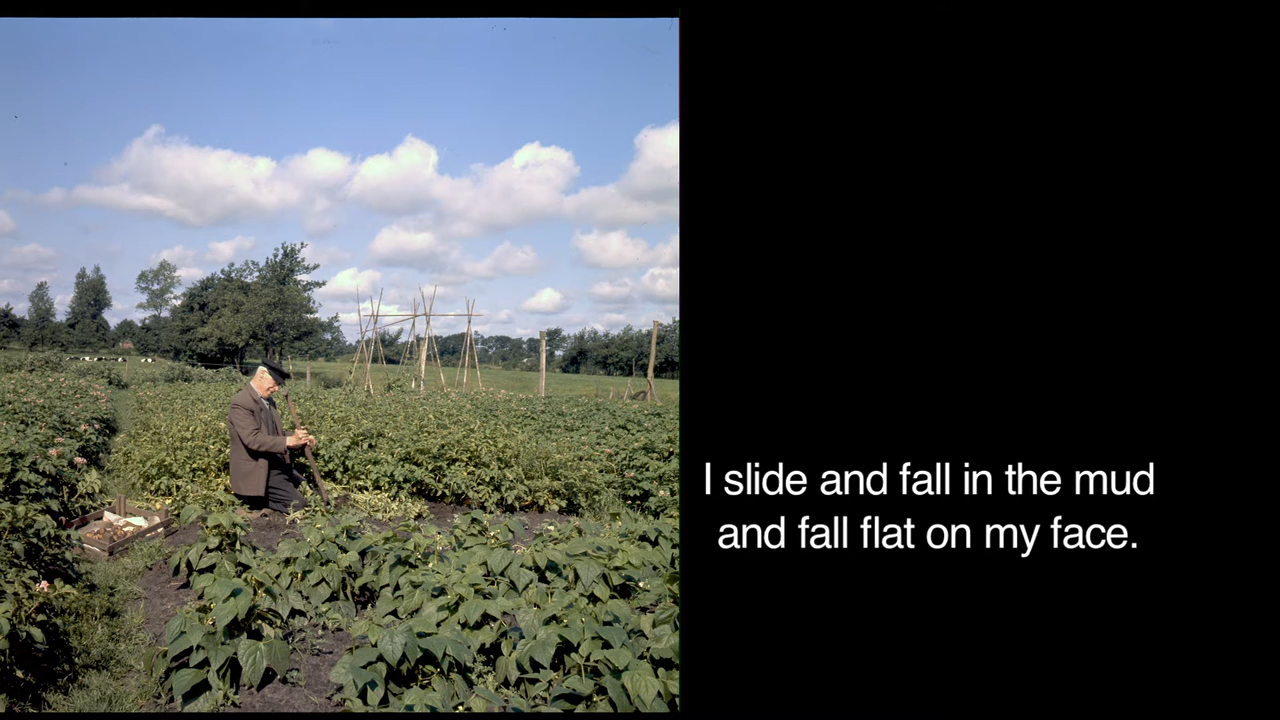 I slide and fall in the mud
and fall flat on my face.